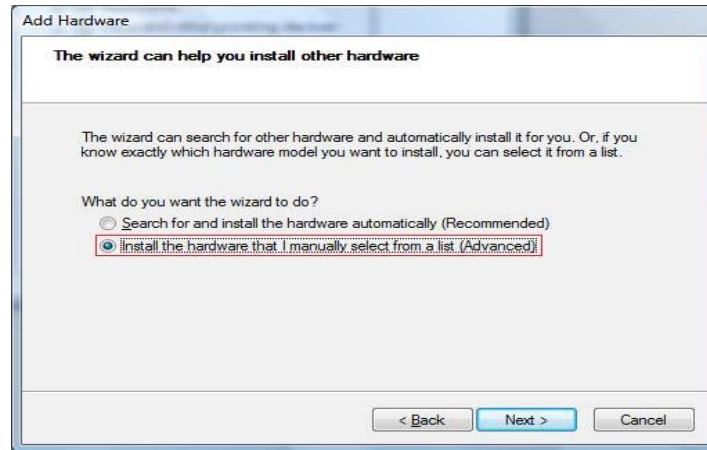 Add Hardware
The wizard can help you install other hardware
The wizard can search for other hardware and automatically install it for you. Or, if you
know exactly which hardware model you want to install, you can select it from a list.
What do you want the wizard to do?
Search for and install the hardware automatically (Recommended)
Install the hardware that I manually select from a list (Advanced)
< Back Next > Cancel